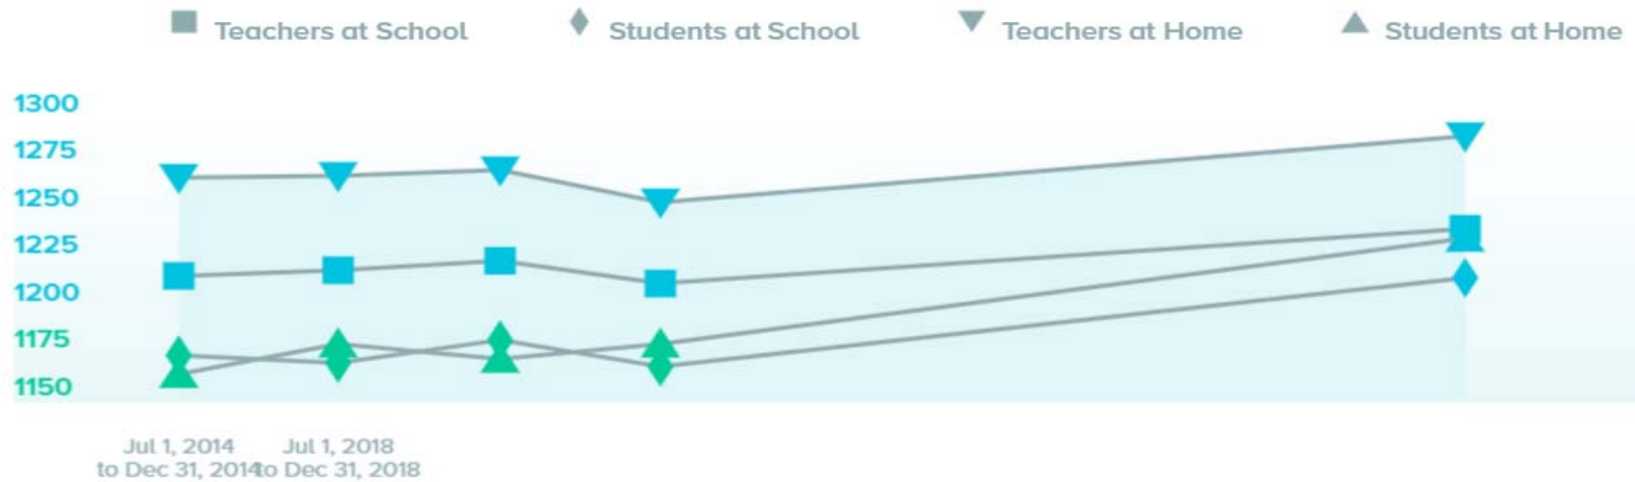 Teachers at School
Students at School
Teachers at Home
Students at Home
1300
1275
1250
1225
1200
1175
1150
Jul 1, 2014
to Dec 31, 2014
Jul 1, 2018
to Dec 31, 2018